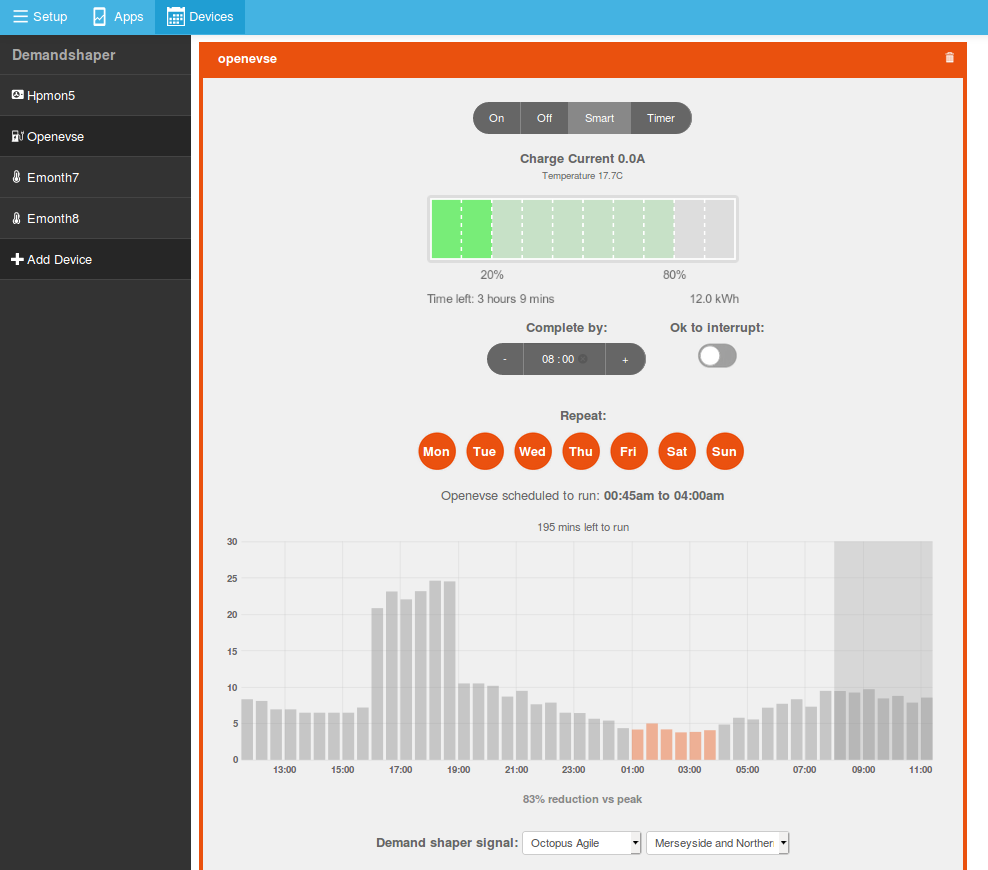 Setup Apps Devices
Demandshaper
Hpmon5
Openevse
Emonth7
Emonth8
Add Device
openevse
On Off Smart Timer
Charge Current 0.0A
Temperature 17.7C
20% 80%
Time left: 3 hours 9 mins 12.0 kWh
Complete by: Ok to interrupt:
- 08 : 00 +
Repeat:
Mon Tue Wed Thu Fri Sat Sun
Openevse scheduled to run: 00:45am to 04:00am
195 mins left to run
30
25
20
15
10
5
0
13:00 15:00 17:00 19:00 21:00 23:00 01:00 03:00 05:00 07:00 09:00 11:00
83% reduction vs peak
Demand shaper signal: Octopus Agile Merseyside and Northern